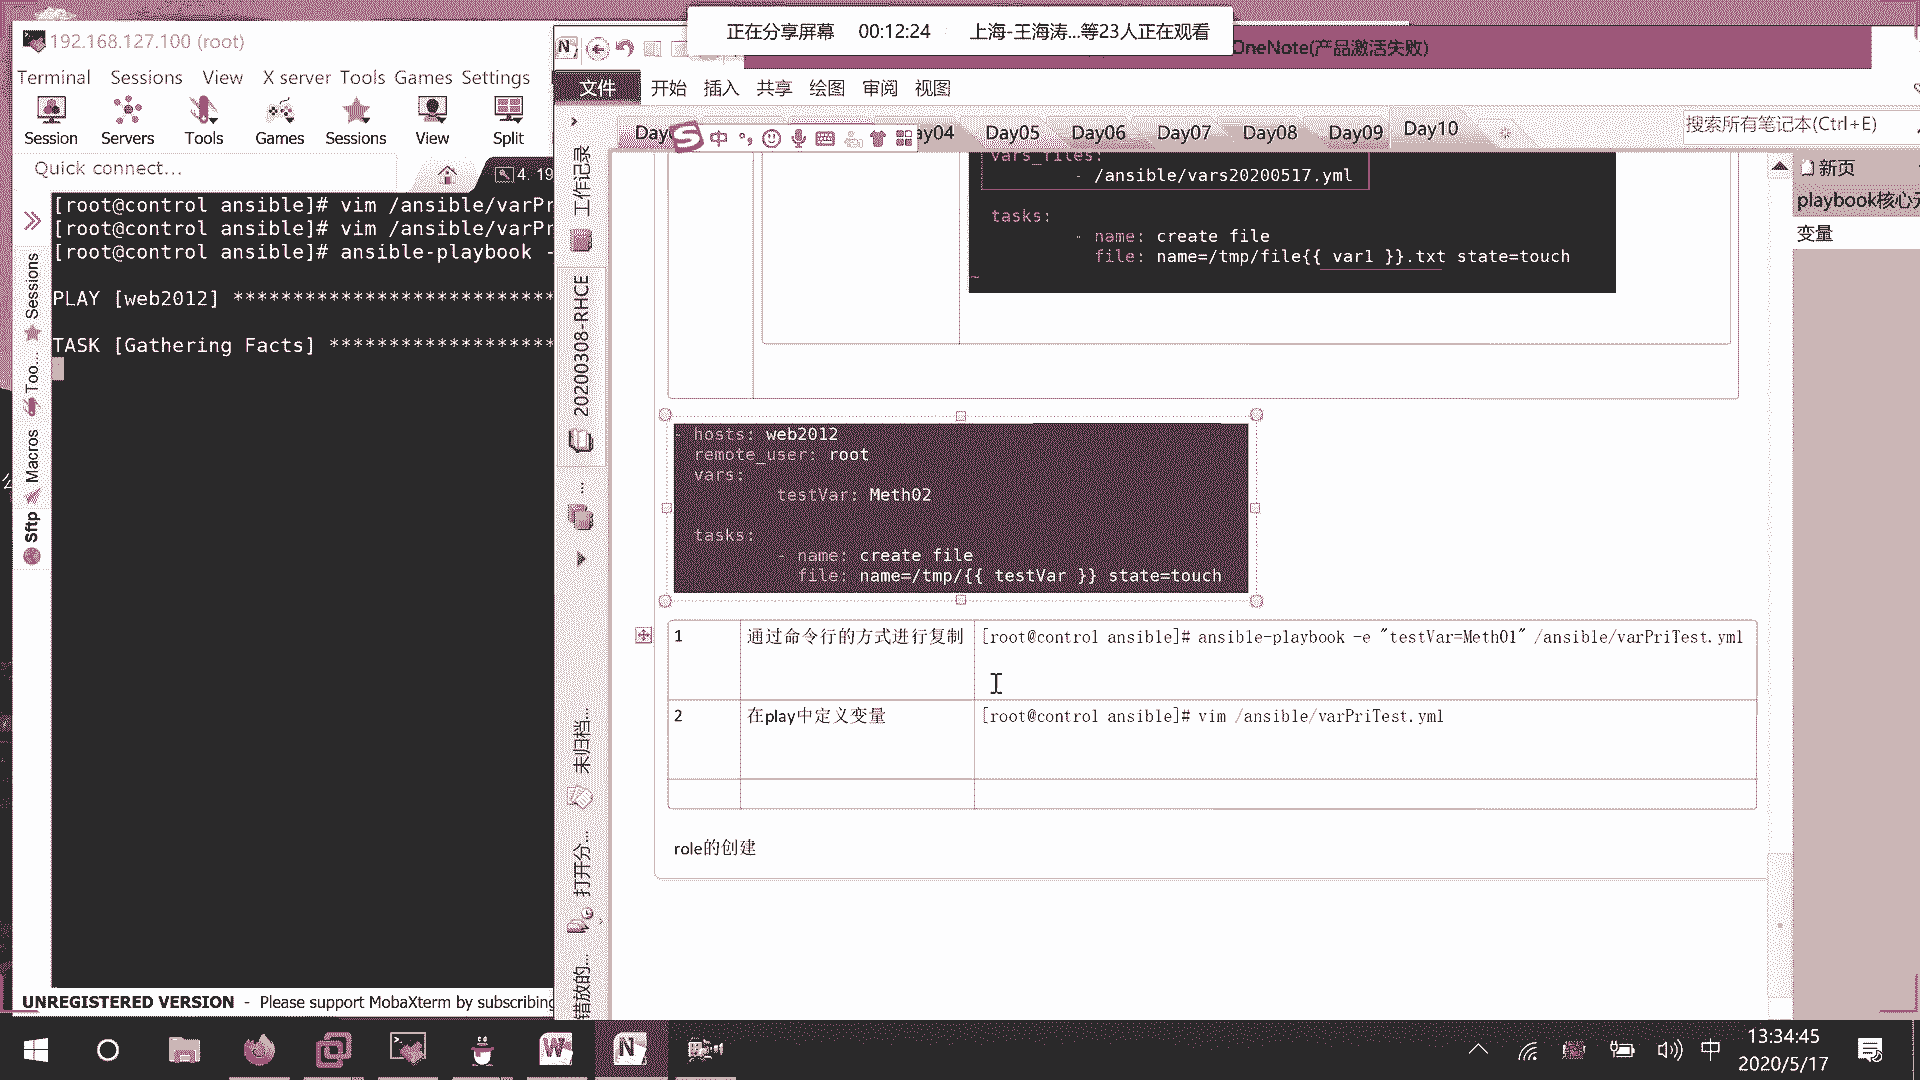 正在分享屏幕 00:12:24 上海-王海涛...等23人正在观看
192.168.127.100 (root)
Terminal Sessions View X server Tools Games Settings
Session Servers Tools Games Sessions View Split
Quick connect...
4. 19
[root@control ansible]# vim /ansible/varPr
[root@control ansible]# vim /ansible/varPr
[root@control ansible]# ansible-playbook -
PLAY [web2012] ***************************
TASK [Gathering Facts] *******************
Sessions
Too...
Macros
Sftp
UNREGISTERED VERSION - Please support MobaXterm by subscribing
OneNote(产品激活失败)
文件 开始 插入 共享 绘图 审阅 视图
Day 中 ay04 Day05 Day06 Day07 Day08 Day09 Day10
搜索所有笔记本(Ctrl+E)
工作记录
20200308-RHCE
...
未归档...
打开分...
错放的...
新页
playbook核心元
变量
vars_files:
- /ansible/vars20200517.yml
tasks:
- name: create file
file: name=/tmp/file{{ var1 }}.txt state=touch
- hosts: web2012
remote_user: root
vars:
testVar: Meth02
tasks:
- name: create file
file: name=/tmp/{{ testVar }} state=touch
1 通过命令行的方式进行复制 [root@control ansible]# ansible-playbook -e "testVar=Meth01" /ansible/varPriTest.yml
2 在play中定义变量 [root@control ansible]# vim /ansible/varPriTest.yml
role的创建
中 13:34:45
2020/5/17